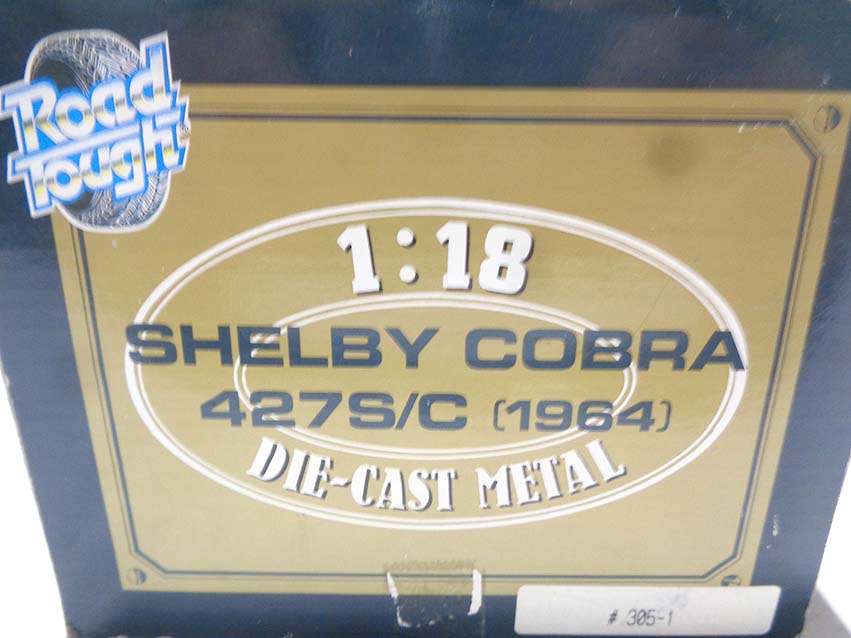 Road
Tough
1:18
SHELBY COBRA
427S/C (1964)
DIE-CAST METAL
# 305-1